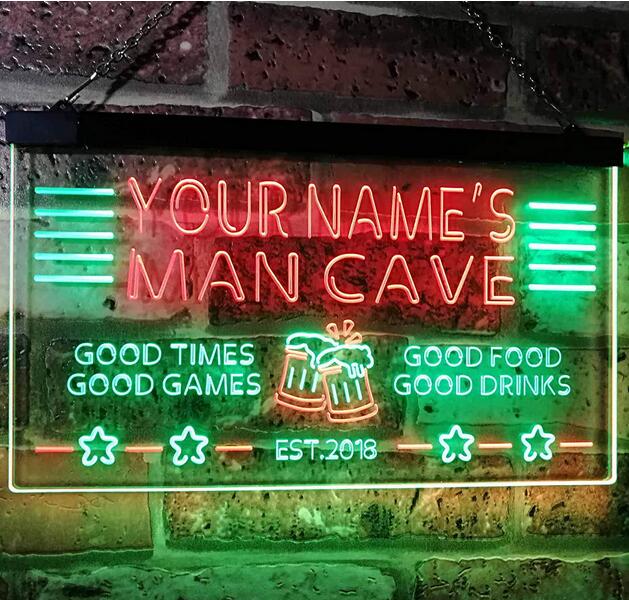 YOUR NAME'S
MAN CAVE
GOOD TIMES
GOOD GAMES
GOOD FOOD
GOOD DRINKS
EST.2018